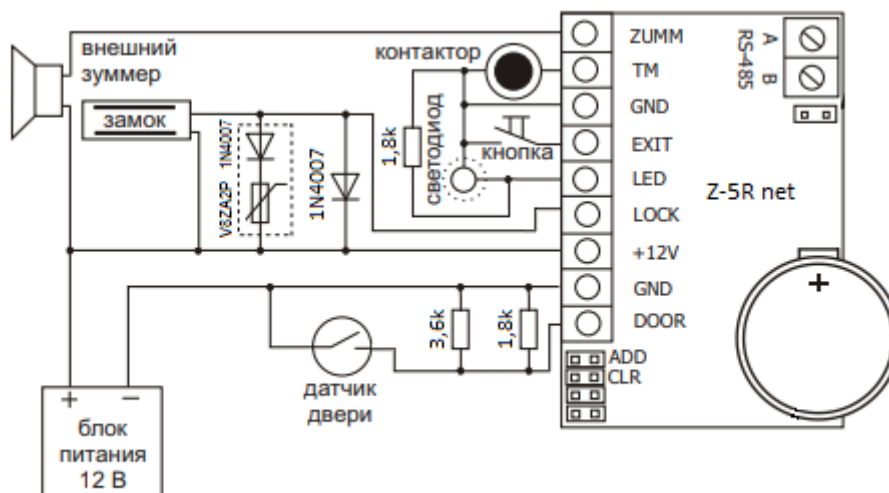 внешний
зуммер
замок
1N4007
V8ZA2P
1N4007
контактор
1,8k
светодиод
кнопка
ZUMM
TM
GND
EXIT
LED
LOCK
+12V
GND
DOOR
ADD
CLR
RS-485
A
B
Z-5R net
+
3,6k
1,8k
датчик
двери
+ −
блок
питания
12 В